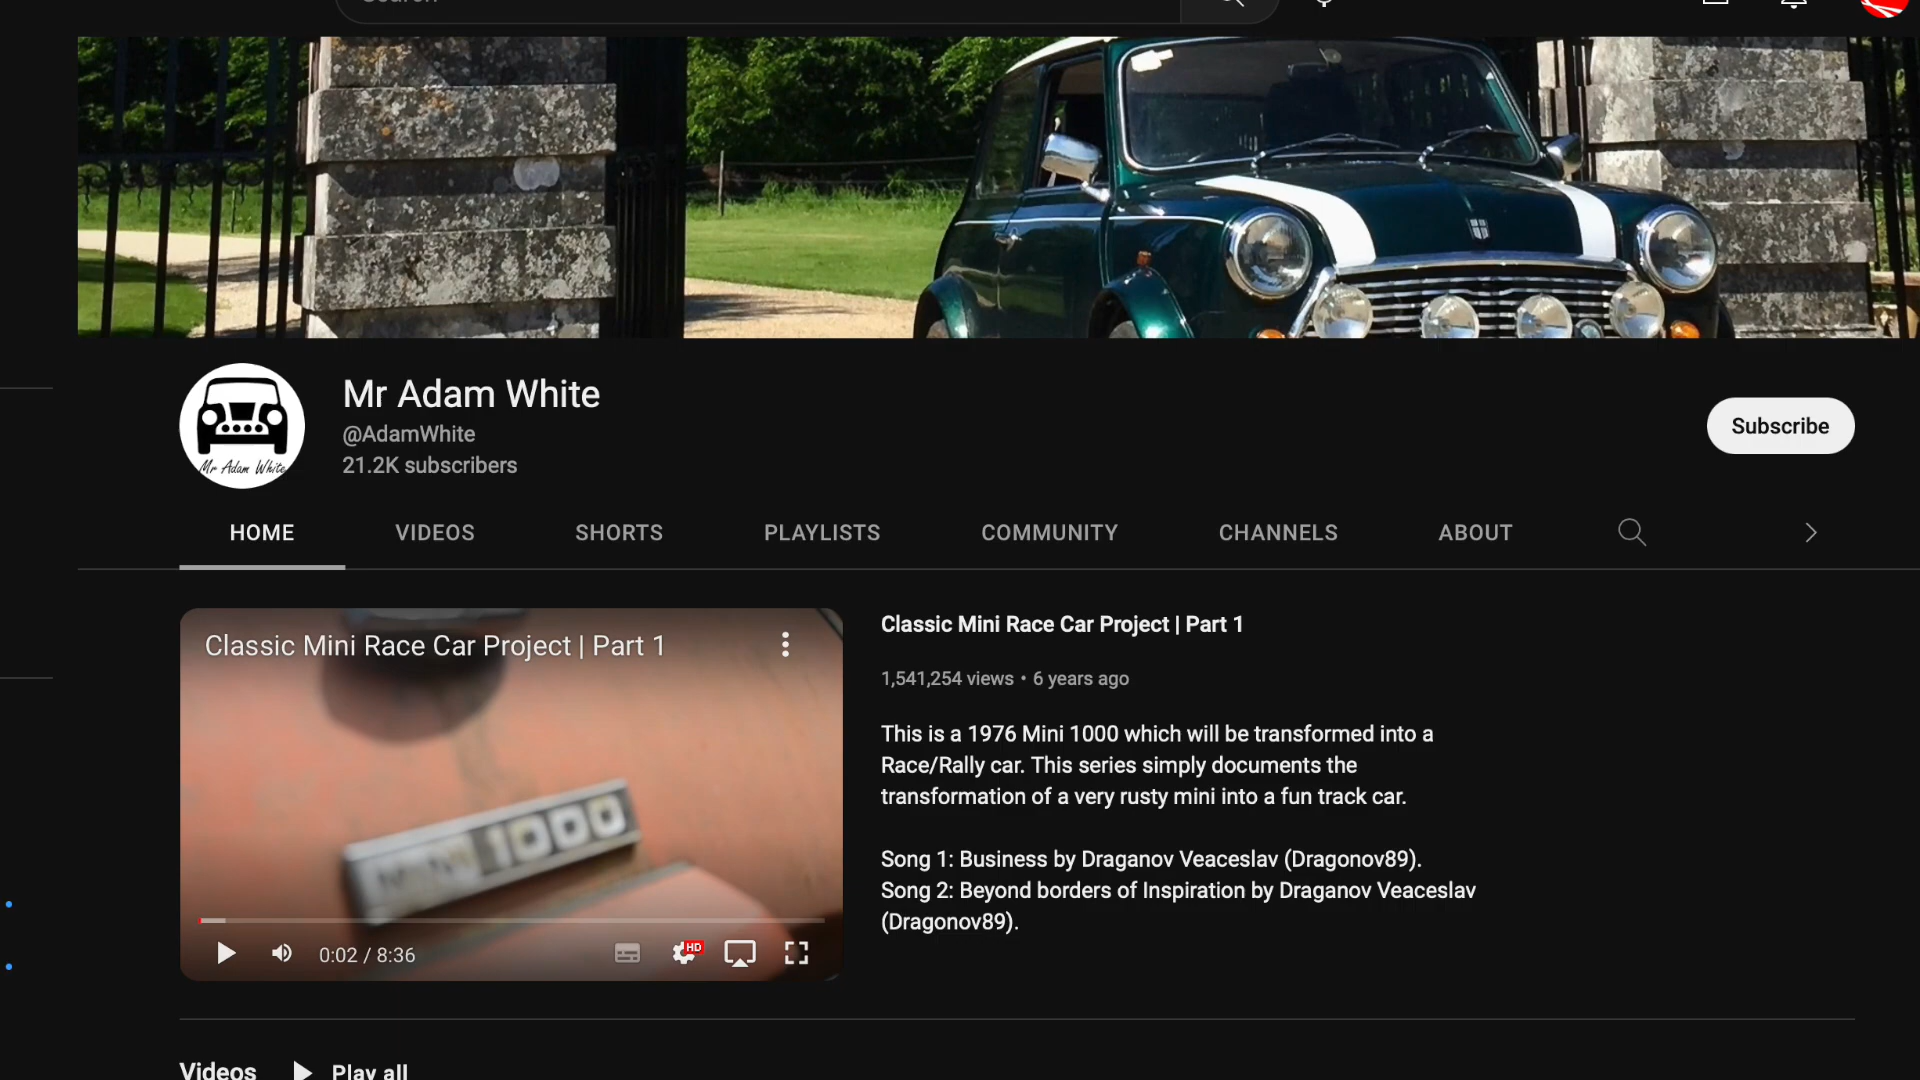 Mr Adam White
Mr Adam White
@AdamWhite
21.2K subscribers
Subscribe
HOME
VIDEOS
SHORTS
PLAYLISTS
COMMUNITY
CHANNELS
ABOUT
Classic Mini Race Car Project | Part 1
1000
0:02 / 8:36
HD
Classic Mini Race Car Project | Part 1
1,541,254 views • 6 years ago
This is a 1976 Mini 1000 which will be transformed into a
Race/Rally car. This series simply documents the
transformation of a very rusty mini into a fun track car.
Song 1: Business by Draganov Veaceslav (Dragonov89).
Song 2: Beyond borders of Inspiration by Draganov Veaceslav
(Dragonov89).
Videos
Play all